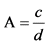 A = c/d